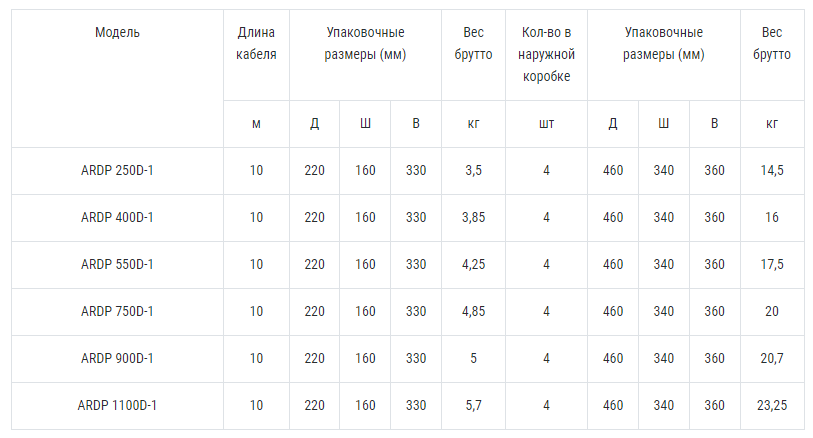 Модель Длина Упаковочные Вес Кол-во в Упаковочные Вес
кабеля размеры (мм) брутто наружной размеры (мм) брутто
коробке
м Д Ш В кг шт Д Ш В кг
ARDP 250D-1 10 220 160 330 3,5 4 460 340 360 14,5
ARDP 400D-1 10 220 160 330 3,85 4 460 340 360 16
ARDP 550D-1 10 220 160 330 4,25 4 460 340 360 17,5
ARDP 750D-1 10 220 160 330 4,85 4 460 340 360 20
ARDP 900D-1 10 220 160 330 5 4 460 340 360 20,7
ARDP 1100D-1 10 220 160 330 5,7 4 460 340 360 23,25